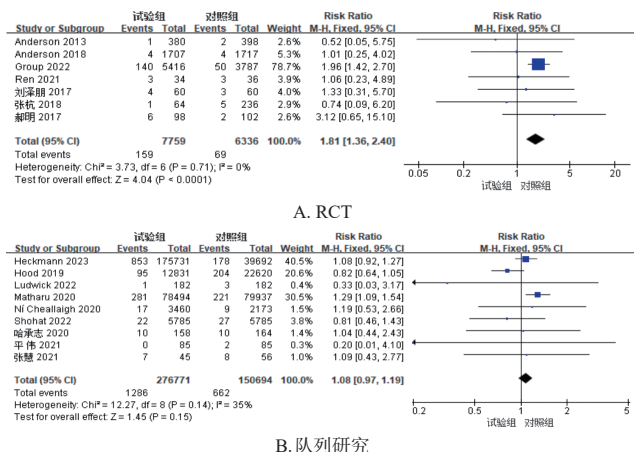 试验组 对照组 Risk Ratio Risk Ratio
Study or Subgroup Events Total Events Total Weight M-H, Fixed, 95% CI M-H, Fixed, 95% CI
Anderson 2013 1 380 2 398 2.6% 0.52 [0.05, 5.75]
Anderson 2018 4 1707 4 1717 5.3% 1.01 [0.25, 4.02]
Group 2022 140 5416 50 3787 78.7% 1.96 [1.42, 2.70]
Ren 2021 3 34 3 36 3.9% 1.06 [0.23, 4.89]
刘泽朋 2017 4 60 3 60 4.0% 1.33 [0.31, 5.70]
张杭 2018 1 64 5 236 2.8% 0.74 [0.09, 6.20]
郝明 2017 6 98 2 102 2.6% 3.12 [0.65, 15.10]
Total (95% CI) 7759 6336 100.0% 1.81 [1.36, 2.40]
Total events 159 69
Heterogeneity: Chi² = 3.73, df = 6 (P = 0.71); I² = 0%
Test for overall effect: Z = 4.04 (P < 0.0001)
0.05 0.2 1 5 20
试验组 对照组
A. RCT
试验组 对照组 Risk Ratio Risk Ratio
Study or Subgroup Events Total Events Total Weight M-H, Fixed, 95% CI M-H, Fixed, 95% CI
Heckmann 2023 853 175731 178 39692 40.5% 1.08 [0.92, 1.27]
Hood 2019 95 12831 204 22620 20.6% 0.82 [0.64, 1.05]
Ludwick 2022 1 182 3 182 0.4% 0.33 [0.03, 3.17]
Matharu 2020 281 78494 221 79937 30.5% 1.29 [1.09, 1.54]
Ní Cheallaigh 2020 17 3460 9 2173 1.5% 1.19 [0.53, 2.66]
Shohat 2022 22 5785 27 5785 4.1% 0.81 [0.46, 1.43]
哈承志 2020 10 158 10 164 1.5% 1.04 [0.44, 2.43]
平 伟 2021 0 85 2 85 0.4% 0.20 [0.01, 4.10]
张慧 2021 7 45 8 56 1.1% 1.09 [0.43, 2.77]
Total (95% CI) 276771 150694 100.0% 1.08 [0.97, 1.19]
Total events 1286 662
Heterogeneity: Chi² = 12.27, df = 8 (P = 0.14); I² = 35%
Test for overall effect: Z = 1.45 (P = 0.15)
0.2 0.5 1 2 5
试验组 对照组
B. 队列研究